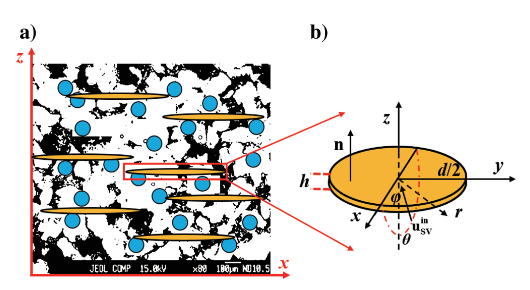 a)
b)
z
z
n
y
d/2
h
φ
x
r
u_SV^in
θ
JEOL COMP 15.0kV ×80 100μm WD10.5
x